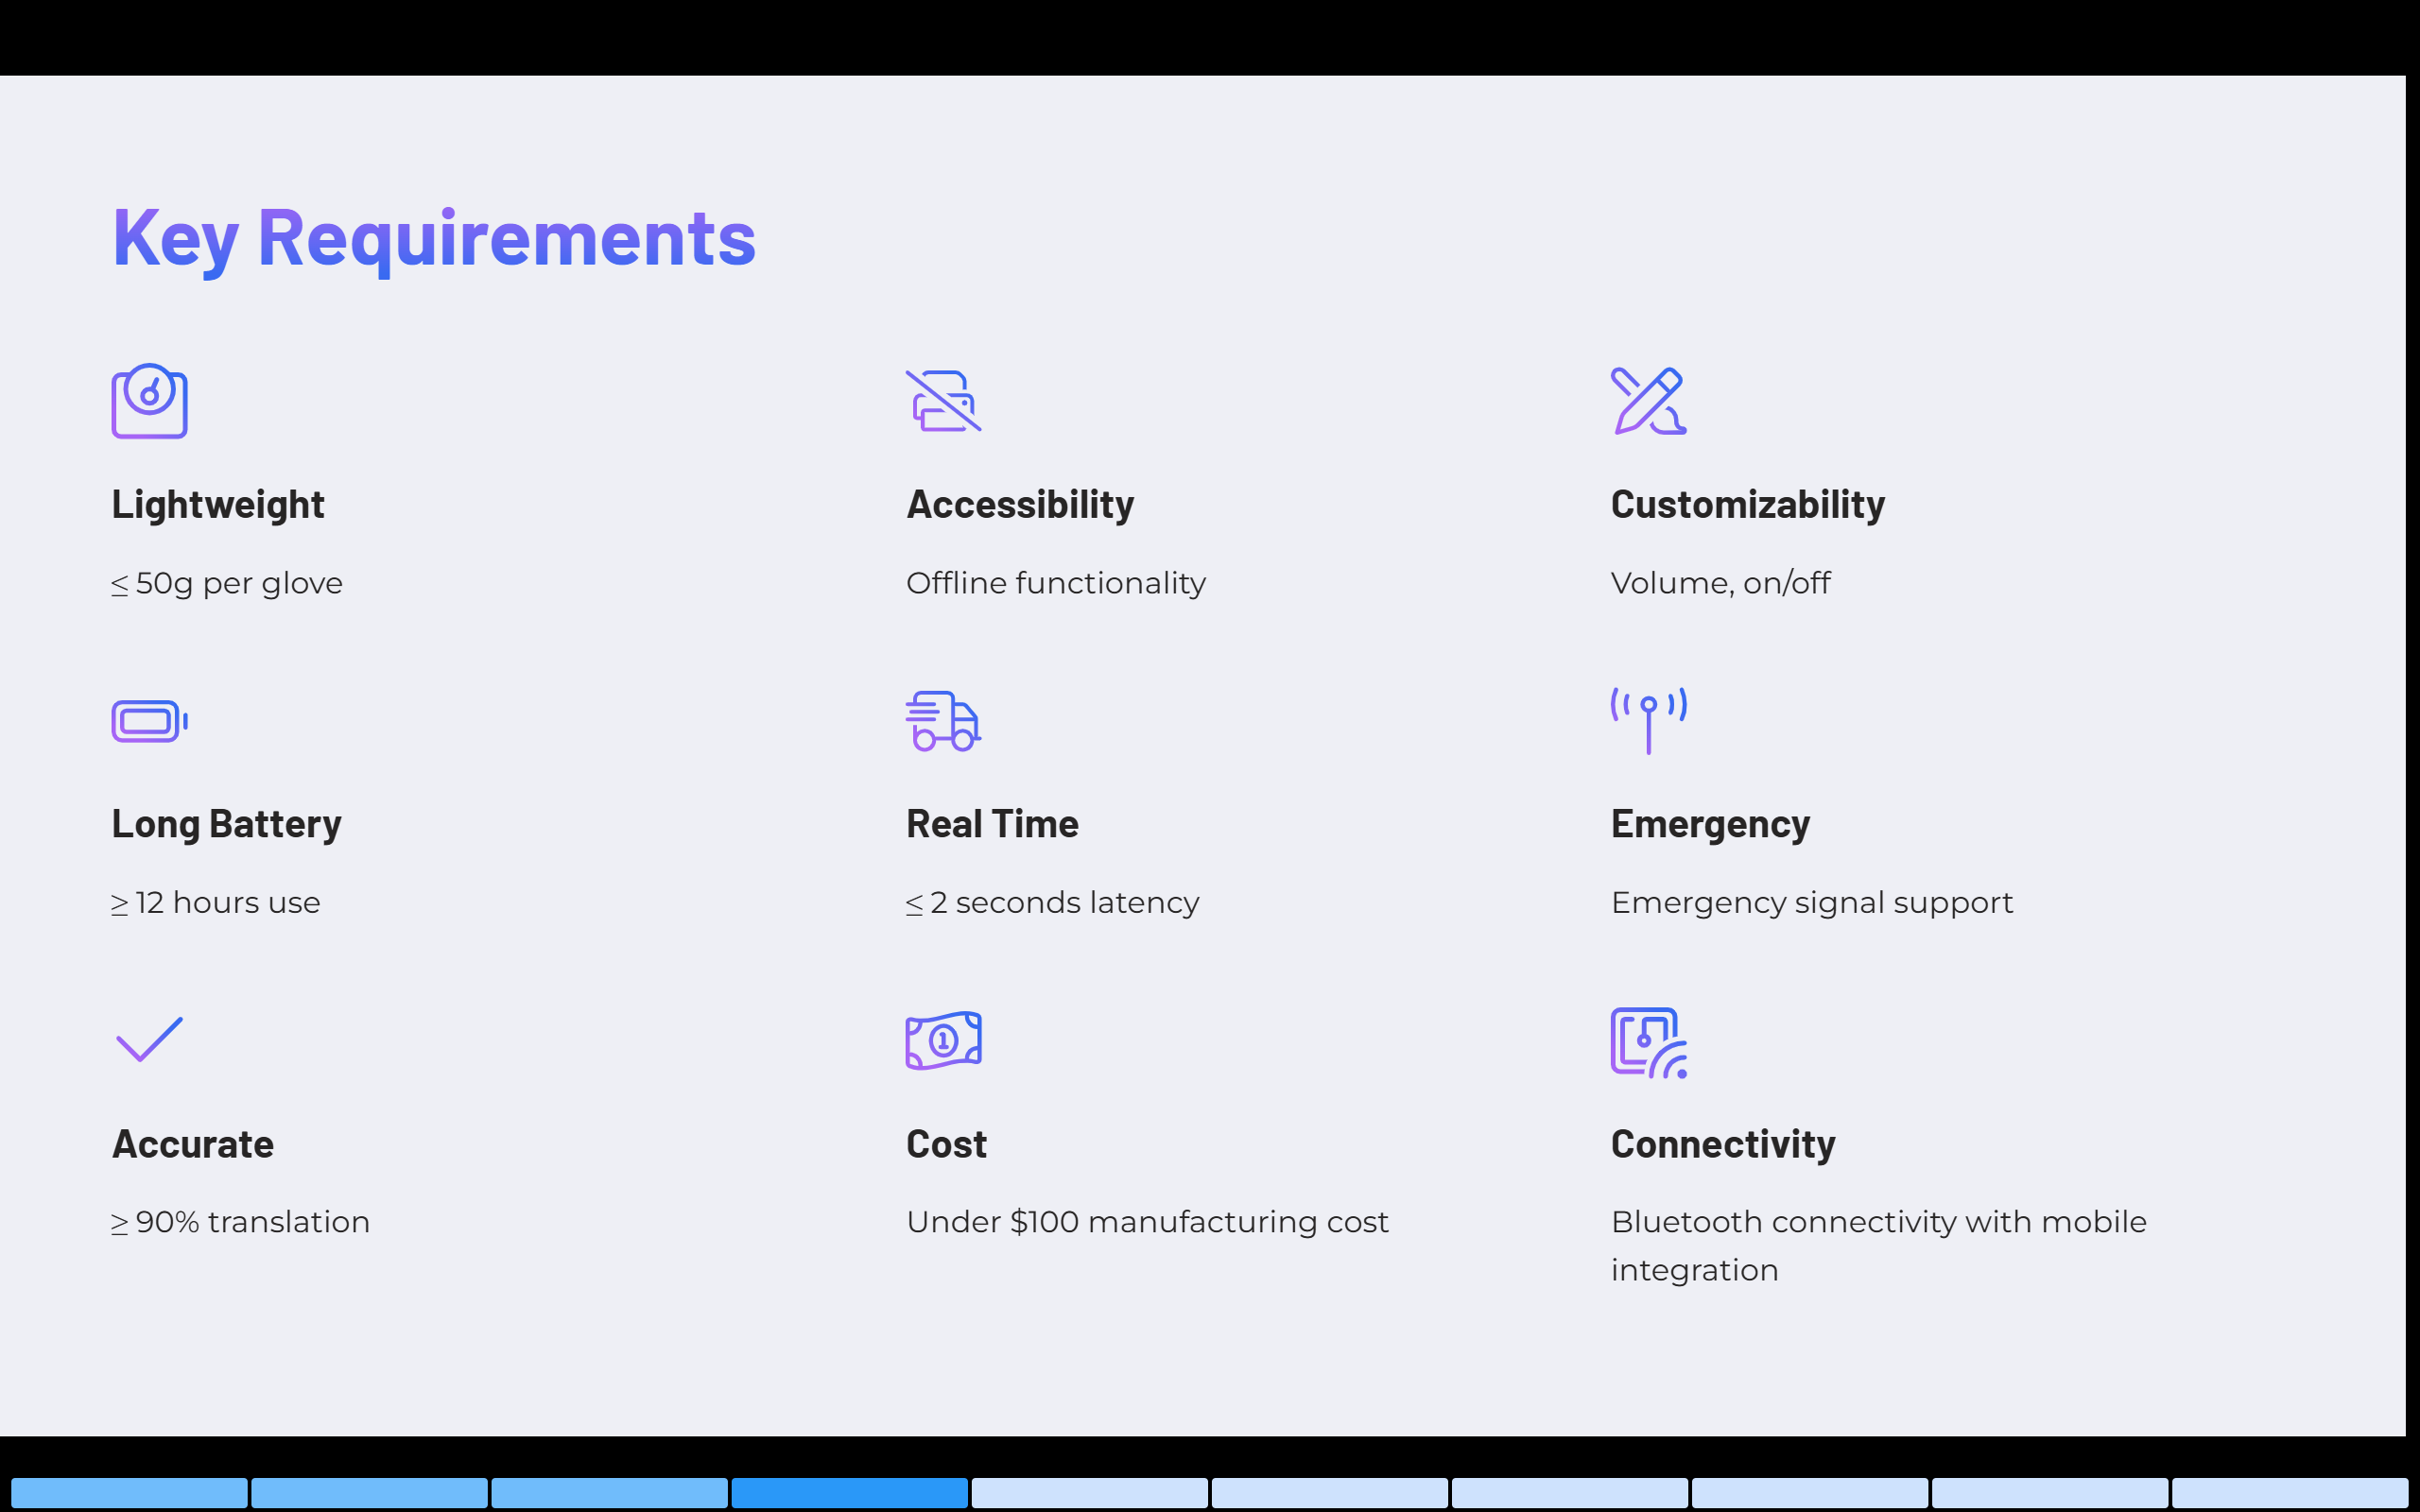 Key Requirements
Lightweight
≤ 50g per glove
Accessibility
Offline functionality
Customizability
Volume, on/off
Long Battery
≥ 12 hours use
Real Time
≤ 2 seconds latency
Emergency
Emergency signal support
Accurate
≥ 90% translation
1
Cost
Under $100 manufacturing cost
Connectivity
Bluetooth connectivity with mobile
integration